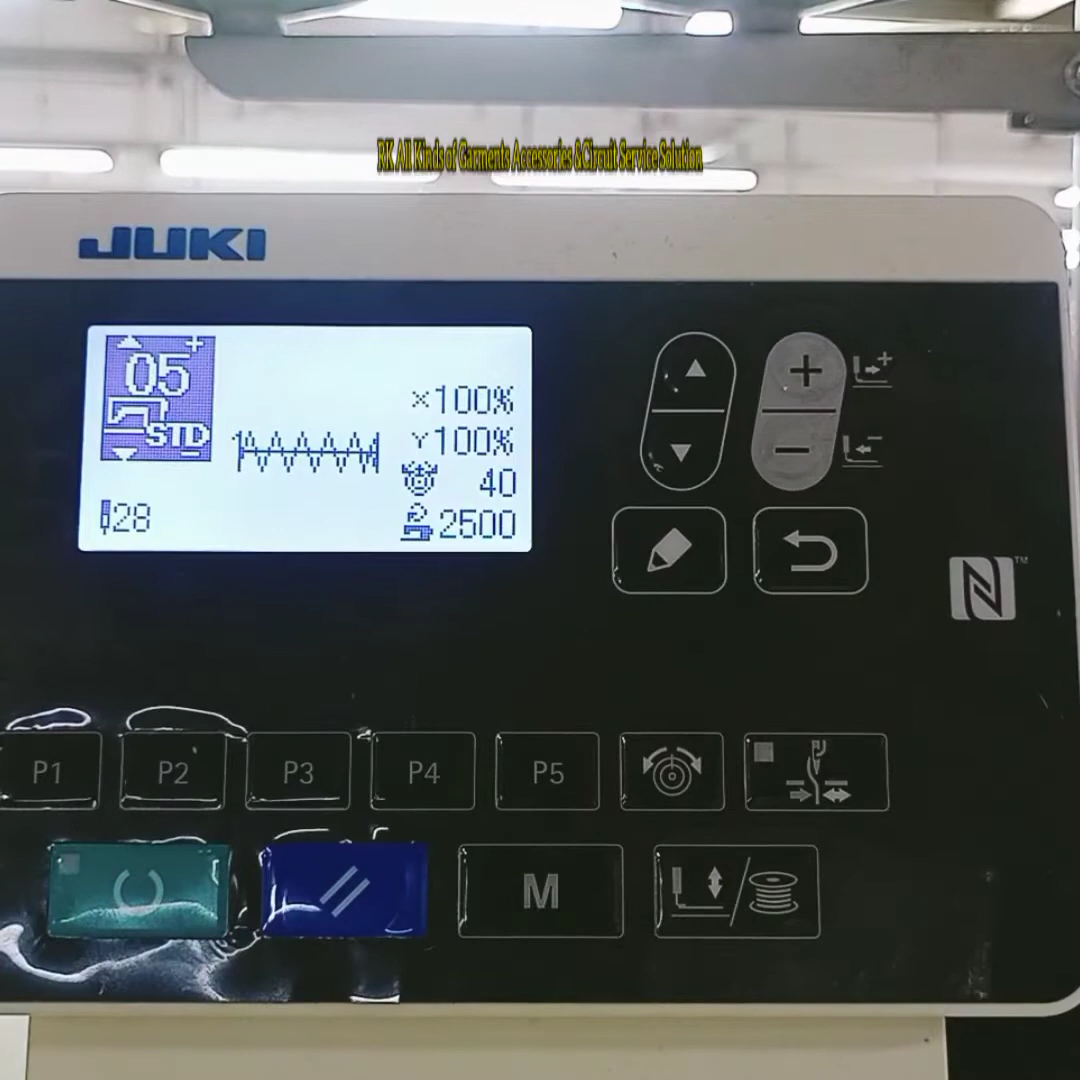 RK All Kinds of Garments Accessories &Circuit Service Solution
JUKI
05
STD
×100%
Y100%
40
28
2500
TM
P1
P2
P3
P4
P5
M